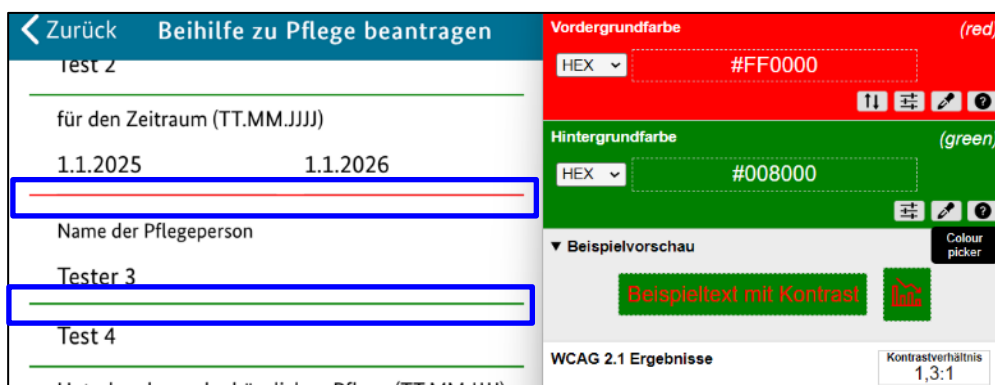 Zurück Beihilfe zu Pflege beantragen
Test 2
für den Zeitraum (TT.MM.JJJJ)
1.1.2025 1.1.2026
Name der Pflegeperson
Tester 3
Test 4
Vordergrundfarbe (red)
HEX #FF0000
Hintergrundfarbe (green)
HEX #008000
Colour
picker
▼ Beispielvorschau
Beispieltext mit Kontrast
WCAG 2.1 Ergebnisse
Kontrastverhältnis
1,3:1